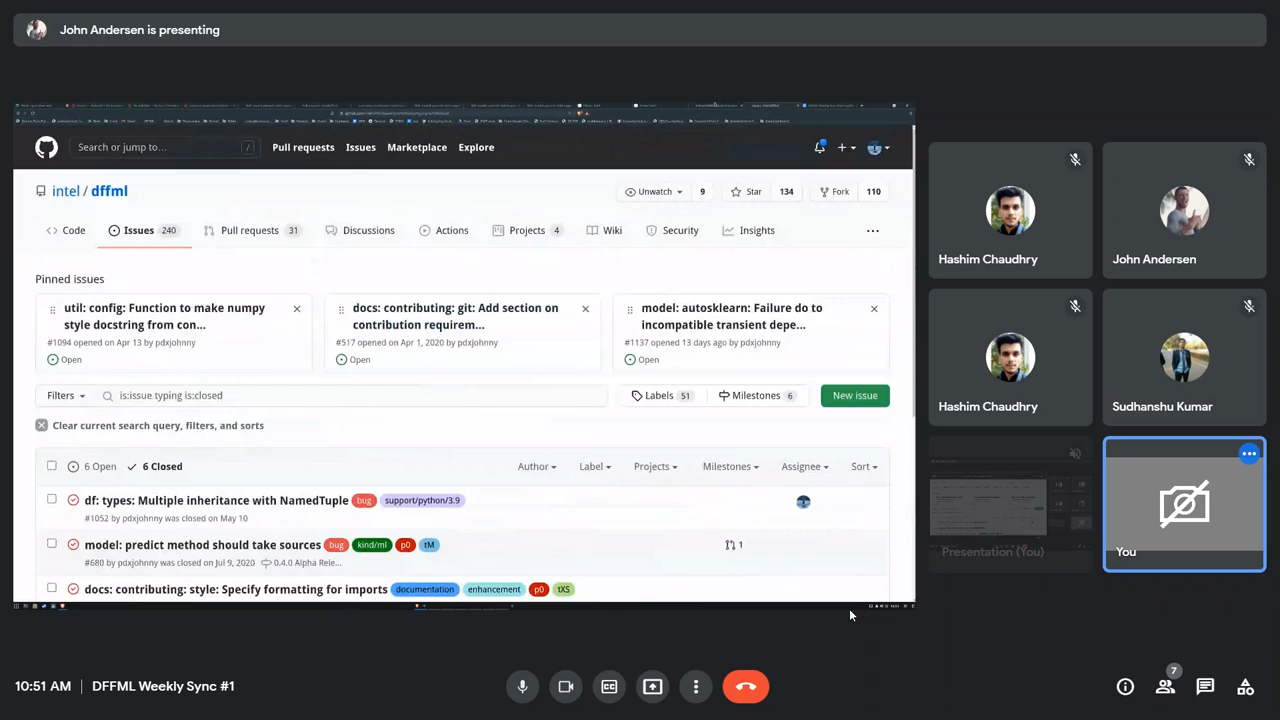 John Andersen is presenting
Search or jump to...
/
Pull requests
Issues
Marketplace
Explore
intel / dffml
Unwatch 9
Star 134
Fork 110
Code
Issues 240
Pull requests 31
Discussions
Actions
Projects 4
Wiki
Security
Insights
Pinned issues
util: config: Function to make numpy
style docstring from con...
#1094 opened on Apr 13 by pdxjohnny
Open
docs: contributing: git: Add section on
contribution requirem...
#517 opened on Apr 1, 2020 by pdxjohnny
Open
model: autosklearn: Failure do to
incompatible transient depe...
#1137 opened 13 days ago by pdxjohnny
Open
Filters
is:issue typing is:closed
Labels 51
Milestones 6
New issue
Clear current search query, filters, and sorts
6 Open
6 Closed
Author
Label
Projects
Milestones
Assignee
Sort
df: types: Multiple inheritance with NamedTuple bug support/python/3.9
#1052 by pdxjohnny was closed on May 10
model: predict method should take sources bug kind/ml p0 tM
1
#680 by pdxjohnny was closed on Jul 9, 2020 0.4.0 Alpha Rele...
docs: contributing: style: Specify formatting for imports documentation enhancement p0 tXS
Hashim Chaudhry
John Andersen
Hashim Chaudhry
Sudhanshu Kumar
Presentation (You)
You
10:51 AM | DFFML Weekly Sync #1
7